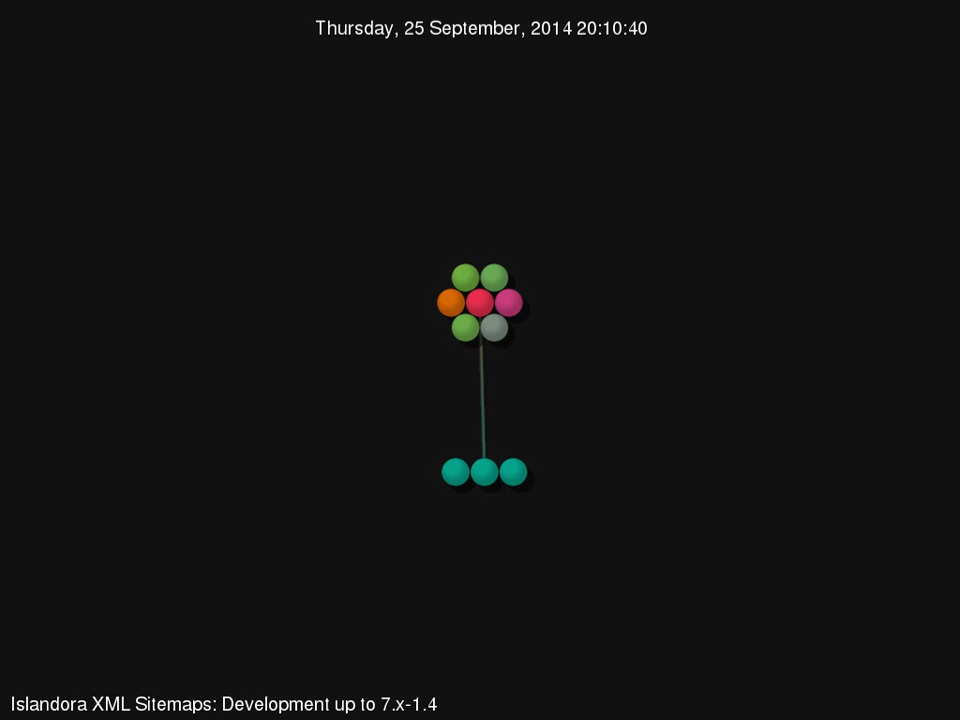 Thursday, 25 September, 2014 20:10:40
Islandora XML Sitemaps: Development up to 7.x-1.4